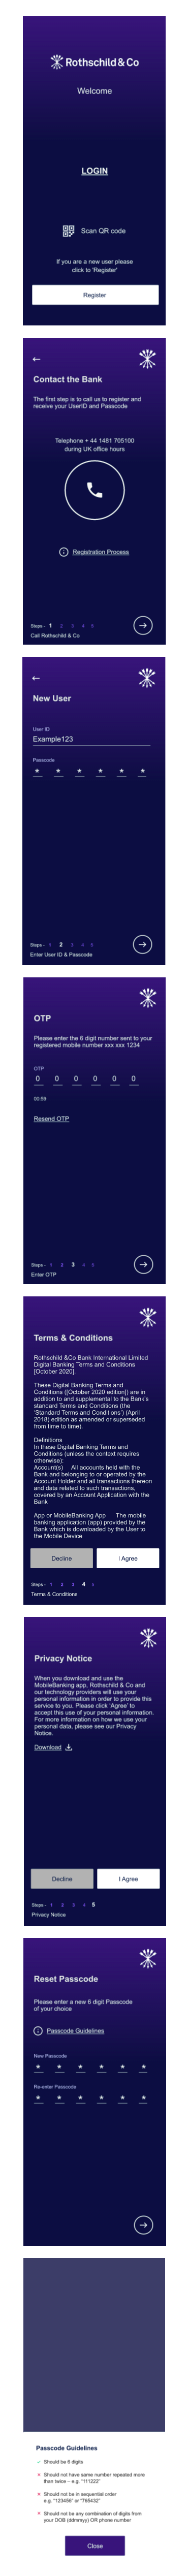 Rothschild & Co
Welcome
LOGIN
Scan QR code
If you are a new user please
click to 'Register'
Register
Contact the Bank
The first step is to call us to register and
receive your UserID and Passcode
Telephone + 44 1481 705100
during UK office hours
Registration Process
Steps - 1 2 3 4 5
Call Rothschild & Co
New User
User ID
Example123
Passcode
* * * * * *
Steps - 1 2 3 4 5
Enter User ID & Passcode
OTP
Please enter the 6 digit number sent to your
registered mobile number xxx xxx 1234
OTP
0 0 0 0 0 0
00:59
Resend OTP
Steps - 1 2 3 4 5
Enter OTP
Terms & Conditions
Rothschild &Co Bank International Limited
Digital Banking Terms and Conditions
[October 2020].
These Digital Banking Terms and
Conditions ([October 2020 edition]) are in
addition to and supplemental to the Bank's
standard Terms and Conditions (the
'Standard Terms and Conditions') (April
2018) edition as amended or superseded
from time to time).
Definitions
In these Digital Banking Terms and
Conditions (unless the context requires
otherwise):
Account(s) All accounts held with the
Bank and belonging to or operated by the
Account Holder and all transactions thereon
and data related to such transactions,
covered by an Account Application with the
Bank
App or MobileBanking App The mobile
banking application (app) provided by the
Bank which is downloaded by the User to
the Mobile Device
Decline I Agree
Steps - 1 2 3 4 5
Terms & Conditions
Privacy Notice
When you download and use the
MobileBanking app, Rothschild & Co and
our technology providers will use your
personal information in order to provide this
service to you. Please click 'Agree' to
accept this use of your personal information.
For more information on how we use your
personal data, please see our Privacy
Notice.
Download
Decline I Agree
Steps - 1 2 3 4 5
Privacy Notice
Reset Passcode
Please enter a new 6 digit Passcode
of your choice
Passcode Guidelines
New Passcode
* * * * * *
Re-enter Passcode
* * * * * *
Passcode Guidelines
Should be 6 digits
Should not have same number repeated more
than twice - e.g. "111222"
Should not be in sequential order
e.g. "123456" or "765432"
Should not be any combination of digits from
your DOB (ddmmyy) OR phone number
Close